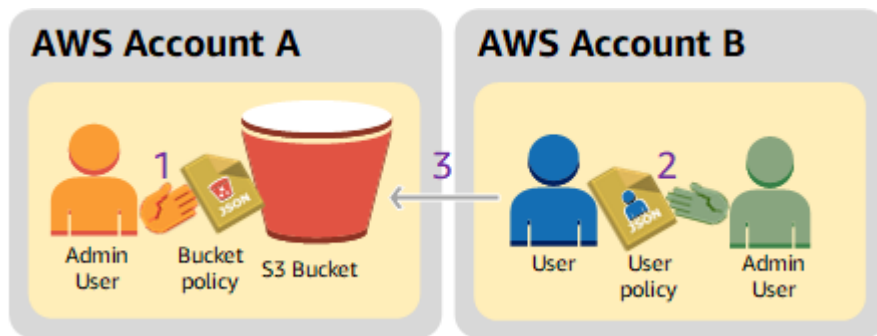 AWS Account A
1
JSON
Admin
User
Bucket
policy
S3 Bucket
3
AWS Account B
2
JSON
User
User
policy
Admin
User